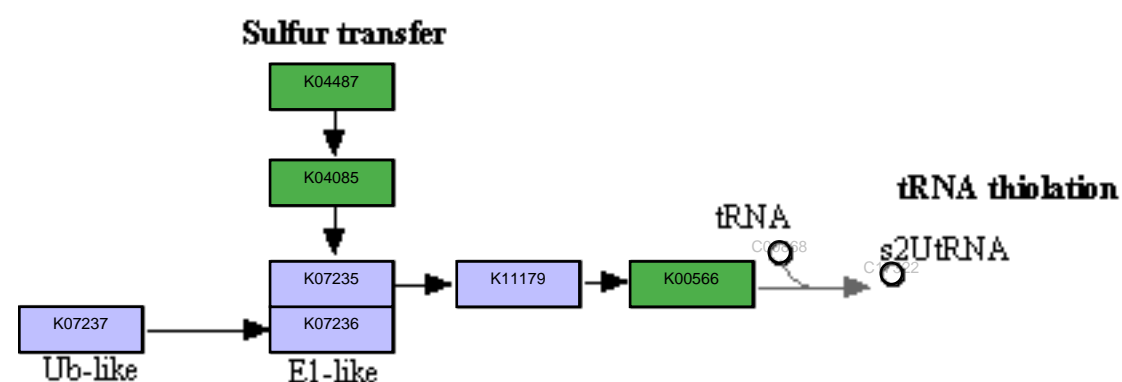 Sulfur transfer
K04487
K04085
tRNA thiolation
tRNA
s2UtRNA
K07235
K11179
K00566
K07237
K07236
Ub-like
E1-like